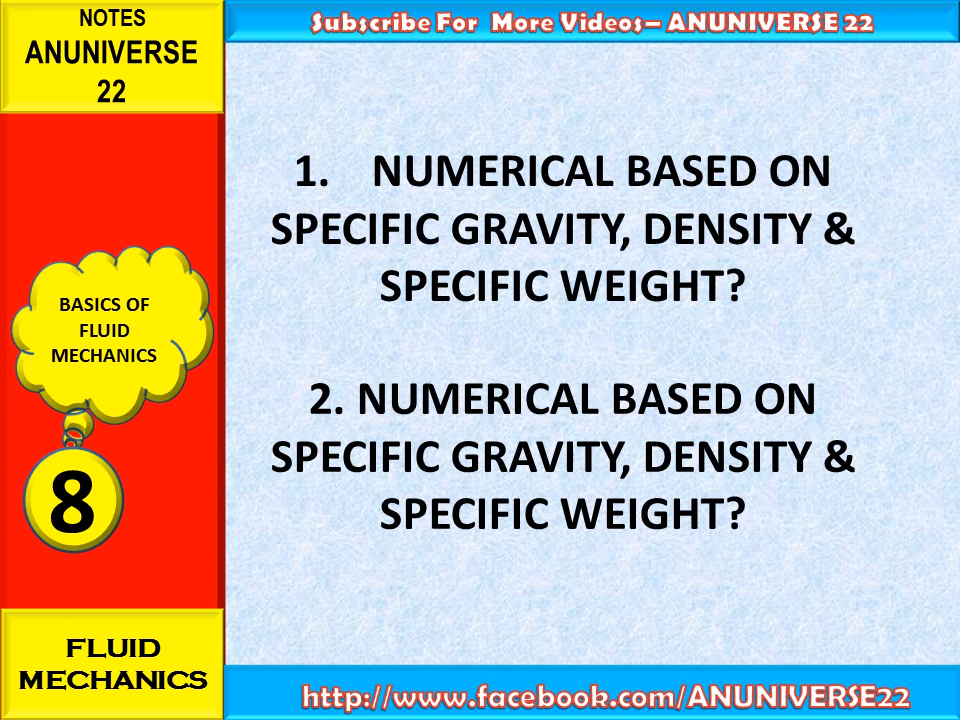 NOTES
ANUNIVERSE
22
Subscribe For More Videos – ANUNIVERSE 22
1. NUMERICAL BASED ON
SPECIFIC GRAVITY, DENSITY &
SPECIFIC WEIGHT?
2. NUMERICAL BASED ON
SPECIFIC GRAVITY, DENSITY &
SPECIFIC WEIGHT?
BASICS OF
FLUID
MECHANICS
8
FLUID
MECHANICS
http://www.facebook.com/ANUNIVERSE22